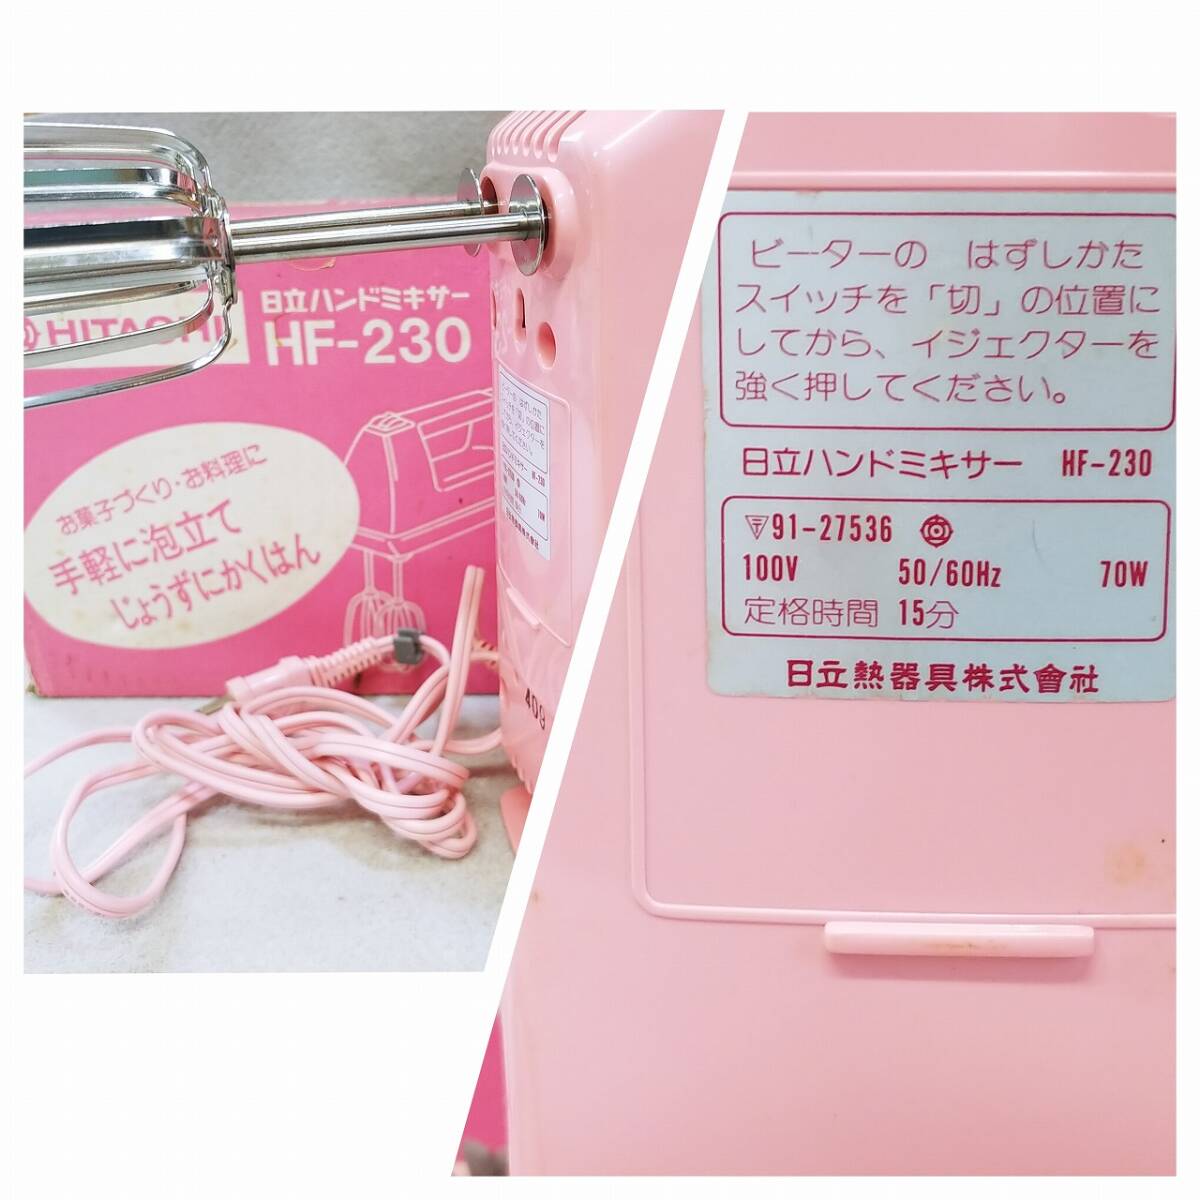 HITACHI
日立ハンドミキサー
HF-230
お菓子づくり・お料理に
手軽に泡立て
じょうずにかくはん
409
ビーターの はずしかた
スイッチを「切」の位置に
してから、イジェクターを
強く押してください。
日立ハンドミキサー HF-230
〒91-27536
100V 50/60Hz 70W
定格時間 15分
日立熱器具株式會社